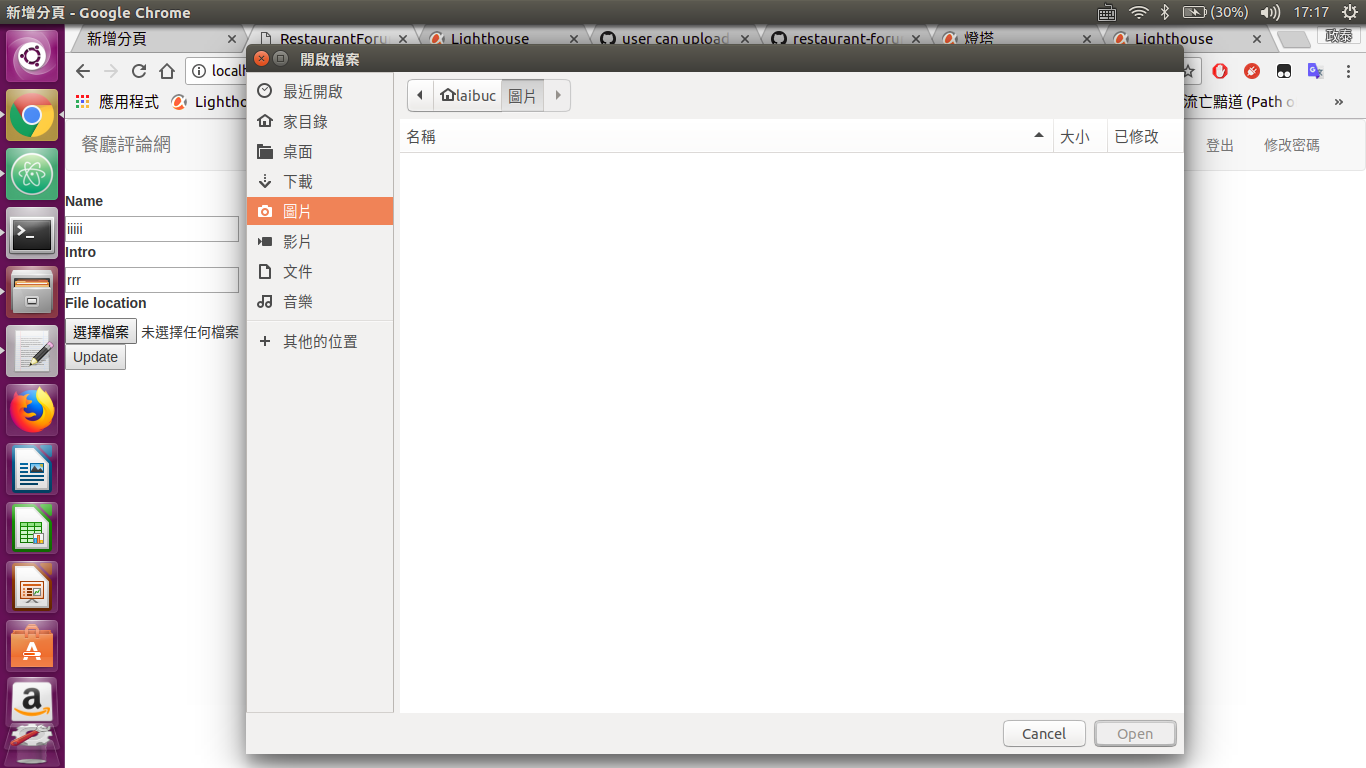 新增分頁 - Google Chrome
(30%)
17:17
新增分頁
RestaurantForu
Lighthouse
user can upload
restaurant-foru
燈塔
Lighthouse
政泰
localh
應用程式
Lightho
流亡黯道 (Path o
»
餐廳評論網
登出
修改密碼
Name
iiiii
Intro
rrr
File location
選擇檔案 未選擇任何檔案
Update
開啟檔案
最近開啟
家目錄
桌面
下載
圖片
影片
文件
音樂
其他的位置
laibuc
圖片
名稱
大小
已修改
Cancel
Open